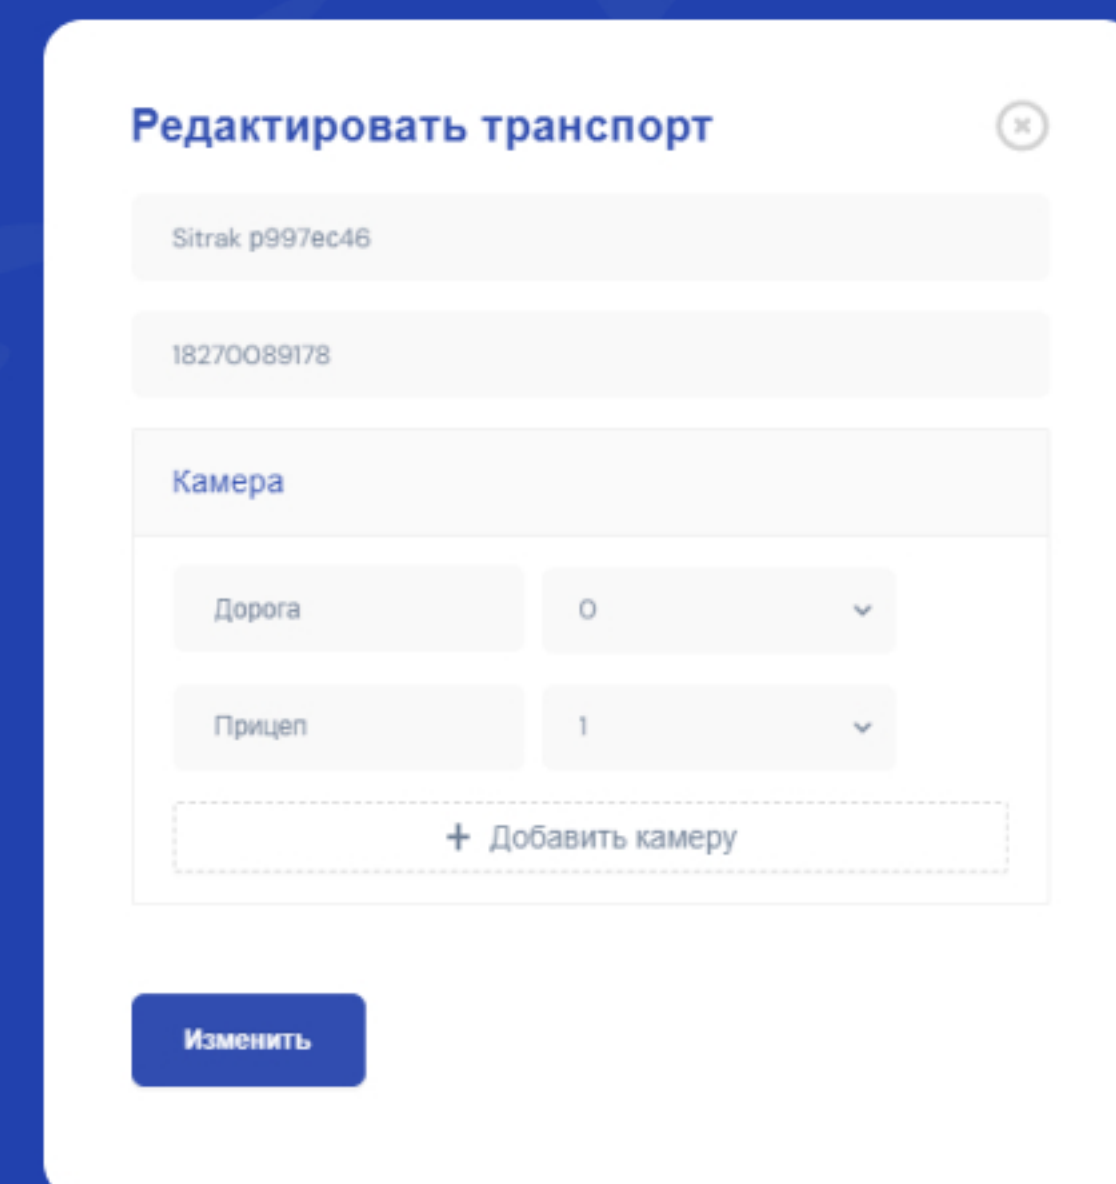 Редактировать транспорт
Sitrak р997ес46
18270089178
Камера
Дорога 0
Прицеп 1
+ Добавить камеру
Изменить